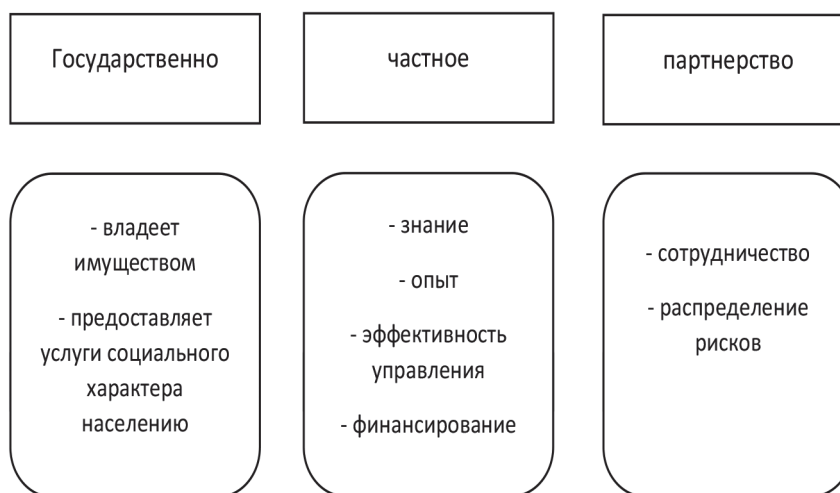 Государственно
частное
партнерство
- владеет
имуществом
- предоставляет
услуги социального
характера
населению
- знание
- опыт
- эффективность
управления
- финансирование
- сотрудничество
- распределение
рисков